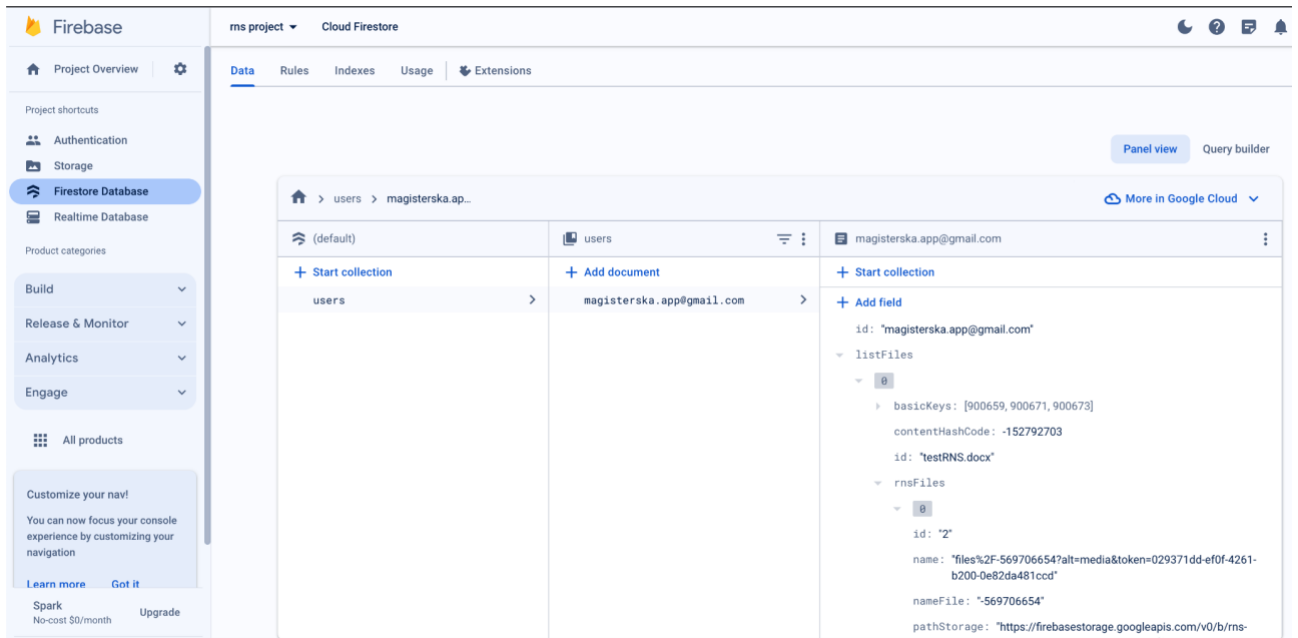 Firebase
rns project
Cloud Firestore
Project Overview
Data
Rules
Indexes
Usage
Extensions
Project shortcuts
Authentication
Storage
Firestore Database
Realtime Database
Product categories
Build
Release & Monitor
Analytics
Engage
All products
Customize your nav!
You can now focus your console
experience by customizing your
navigation
Learn more
Got it
Spark
No-cost $0/month
Upgrade
Panel view
Query builder
users
magisterska.ap...
More in Google Cloud
(default)
Start collection
users
users
Add document
magisterska.app@gmail.com
magisterska.app@gmail.com
Start collection
Add field
id: "magisterska.app@gmail.com"
listFiles
0
basicKeys: [900659, 900671, 900673]
contentHashCode: -152792703
id: "testRNS.docx"
rnsFiles
0
id: "2"
name: "files%2F-569706654?alt=media&token=029371dd-ef0f-4261-
b200-0e82da481ccd"
nameFile: "-569706654"
pathStorage: "https://firebasestorage.googleapis.com/v0/b/rns-